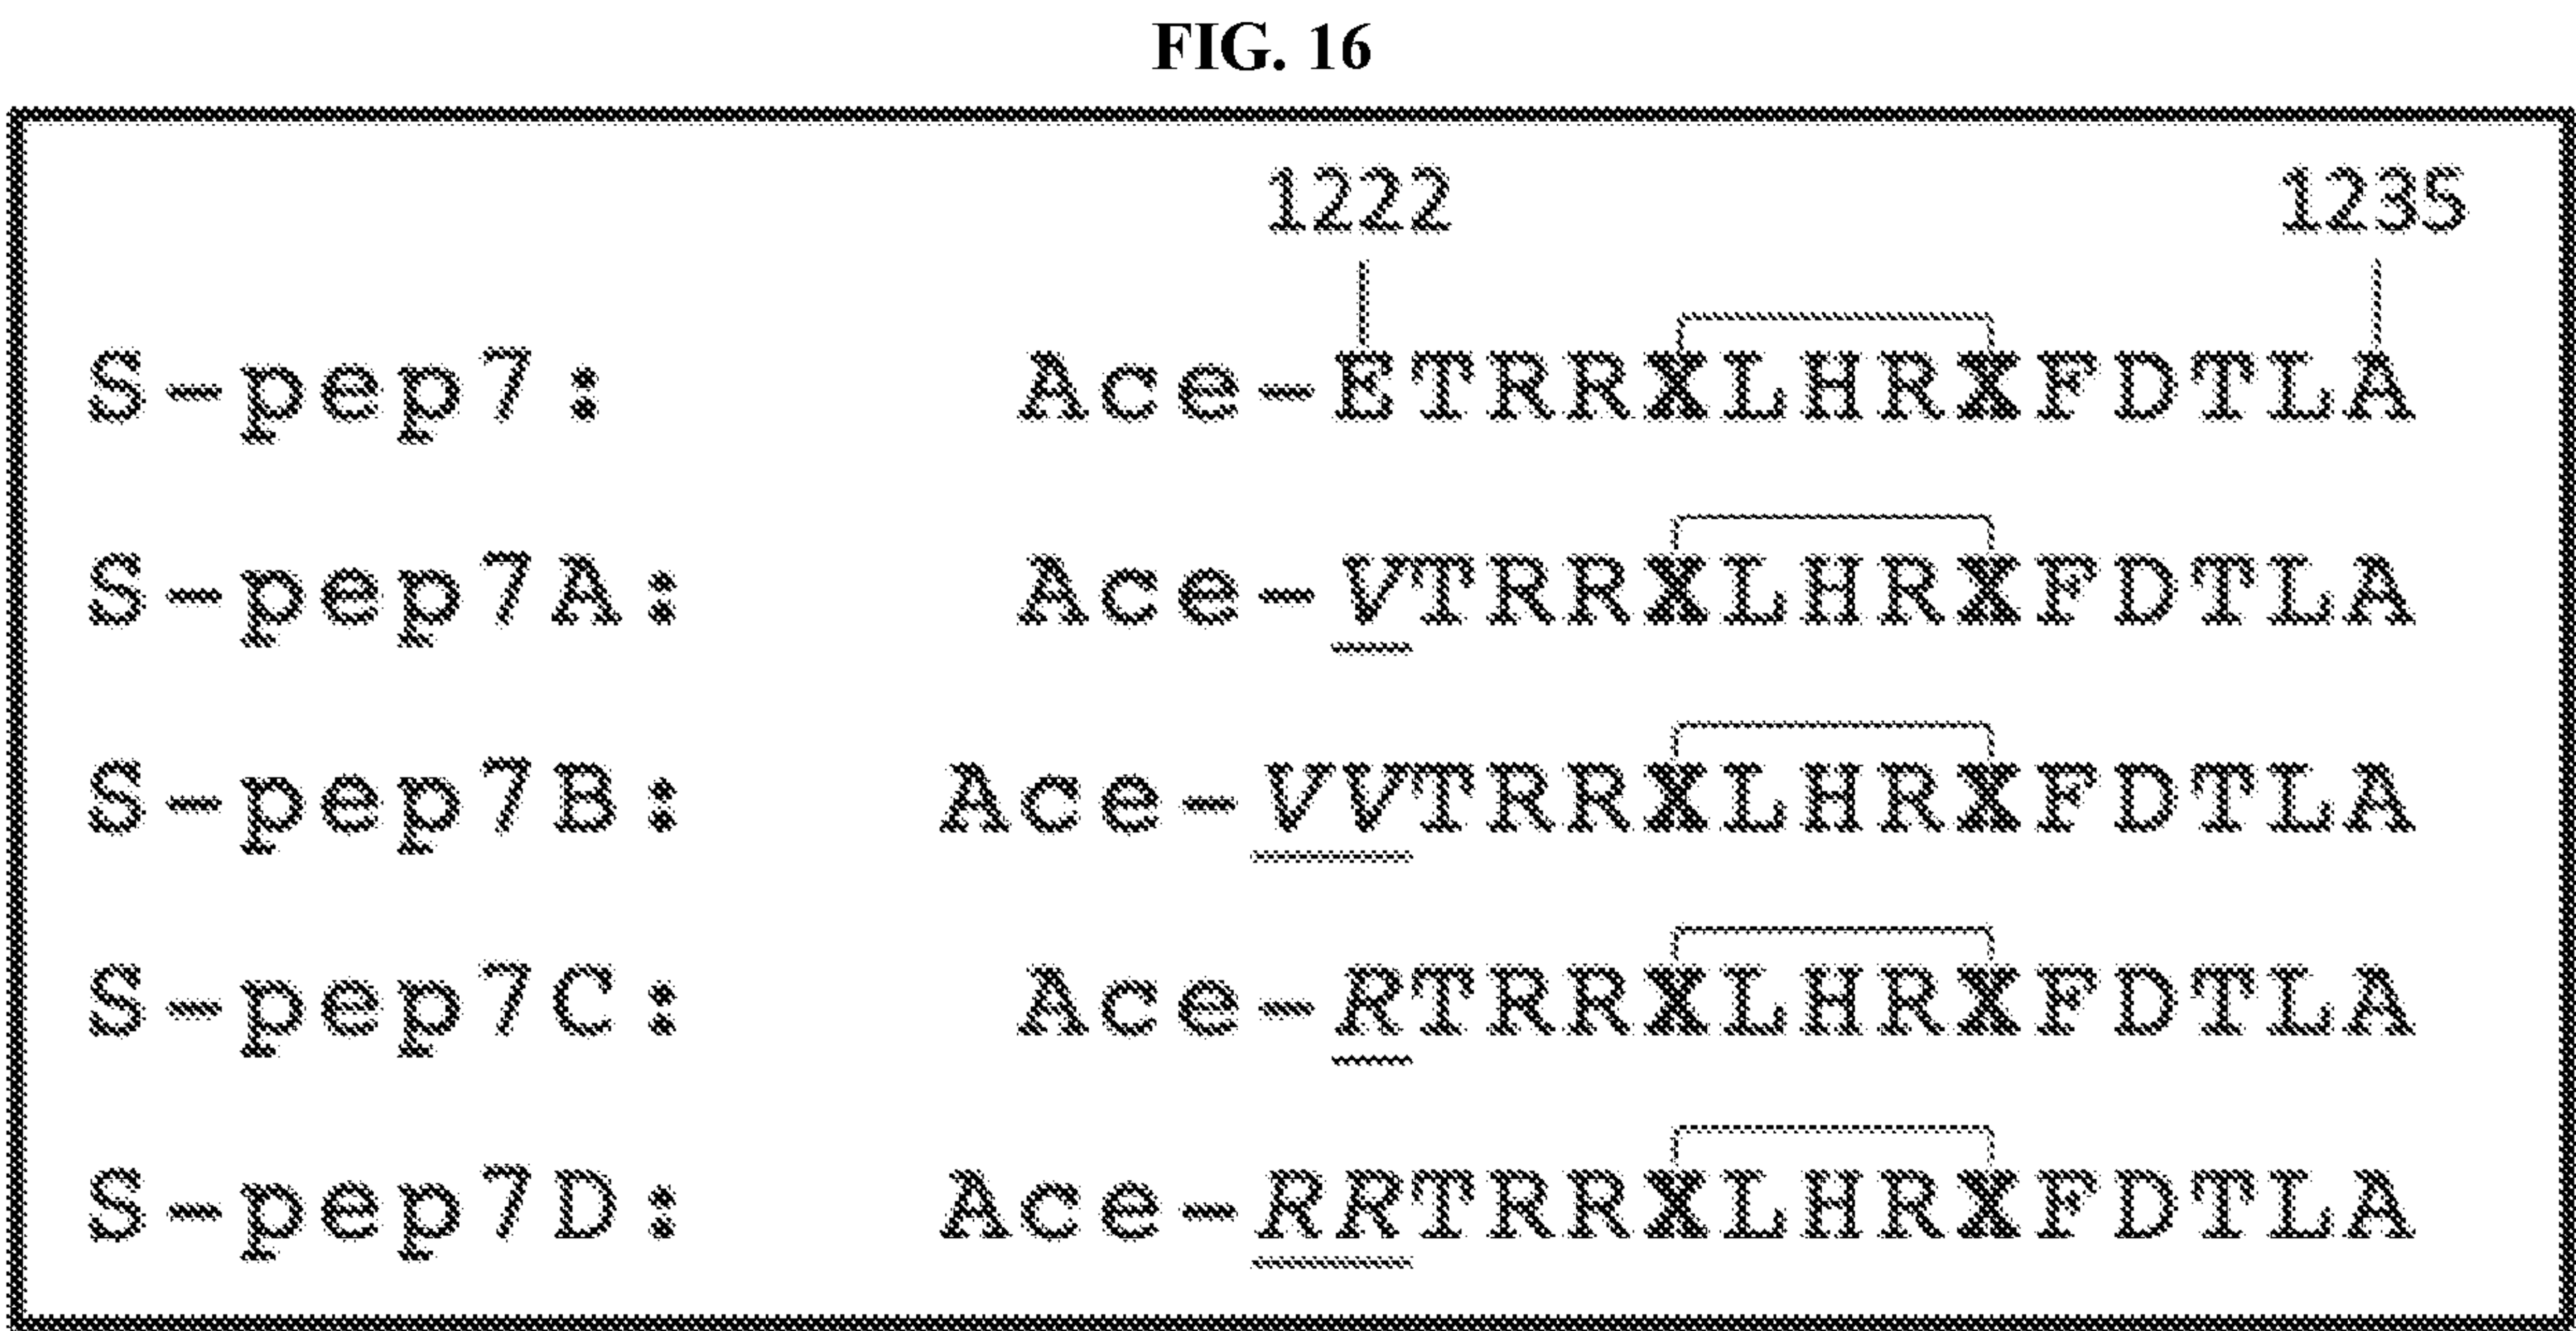 FIG. 16
1222 1235
S-pep7: Ace-ETRRXLHRXFDTLA
S-pep7A: Ace-VTRRXLHRXFDTLA
S-pep7B: Ace-VVTRRXLHRXFDTLA
S-pep7C: Ace-RTRRXLHRXFDTLA
S-pep7D: Ace-RRTRRXLHRXFDTLA